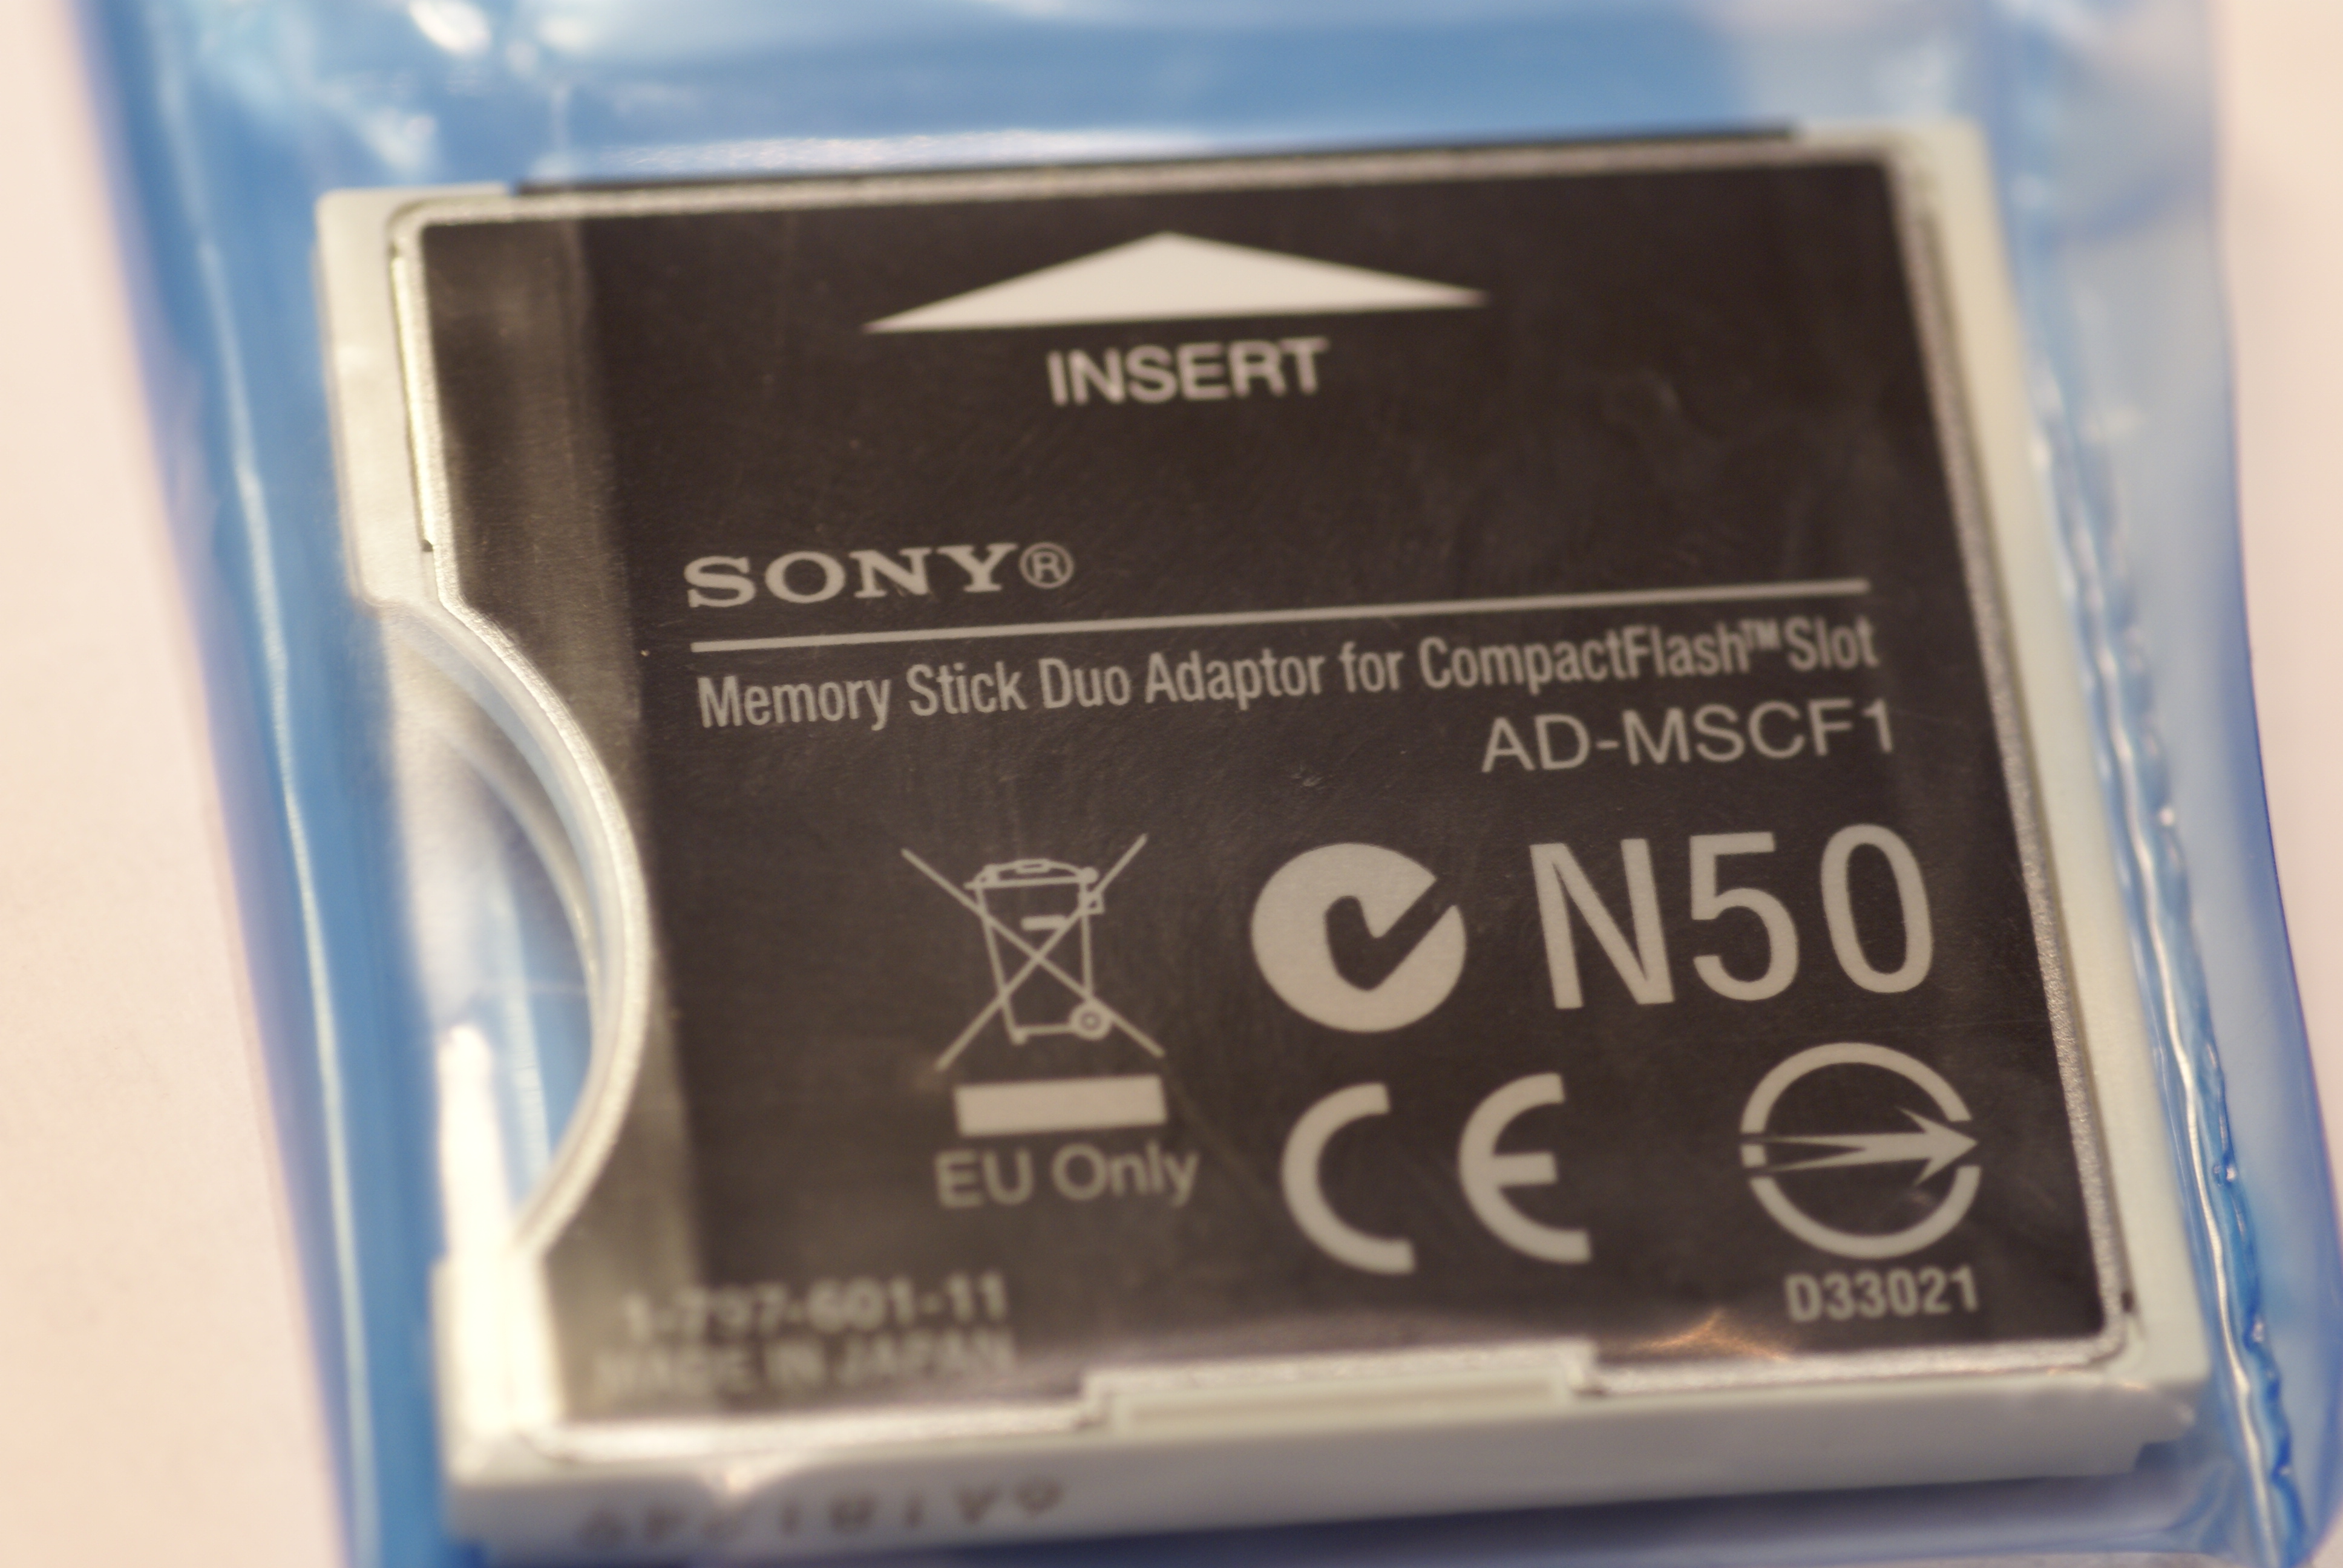 INSERT
SONY®
Memory Stick Duo Adaptor for CompactFlash™ Slot
AD-MSCF1
N50
CE
EU Only
D33021
1-797-601-11
MADE IN JAPAN